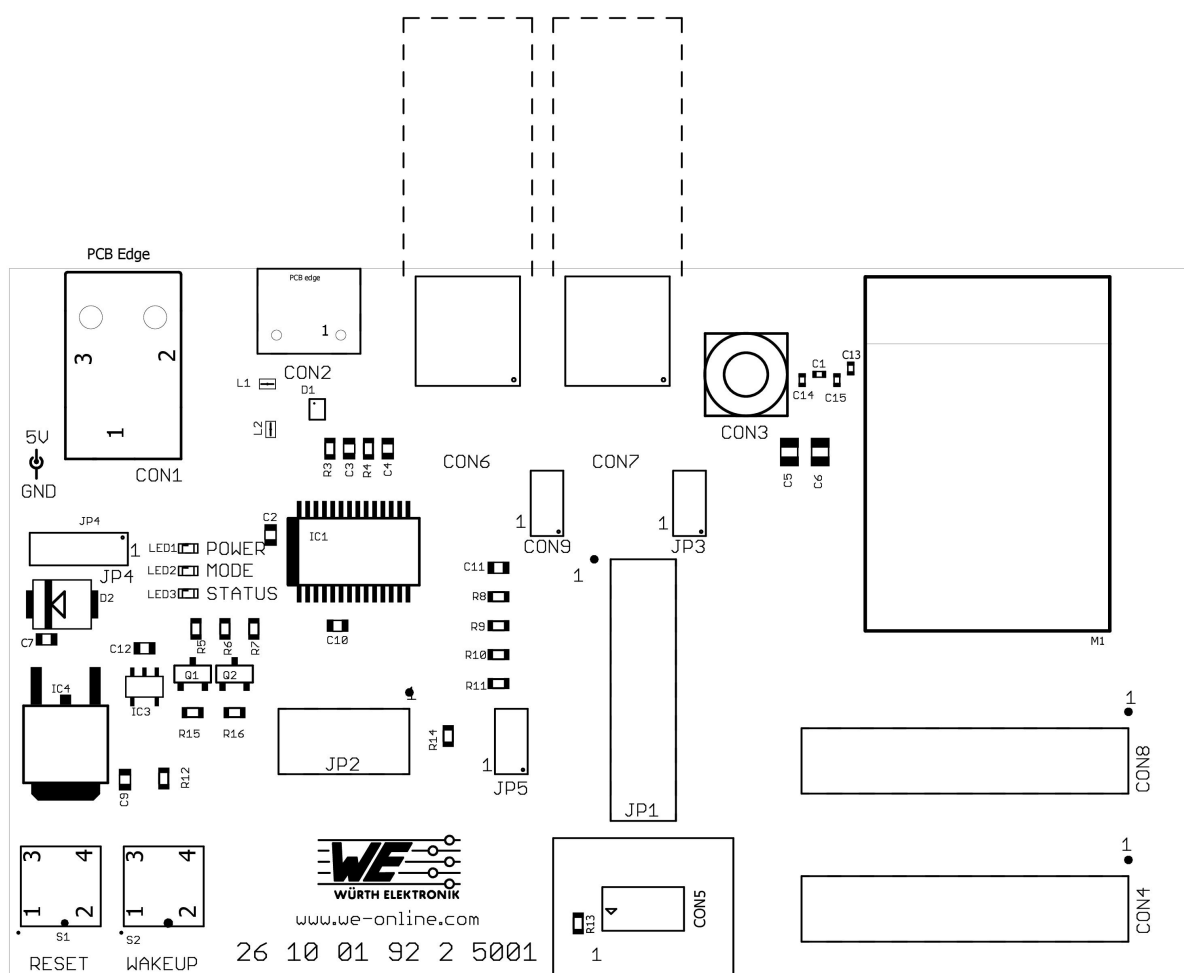 PCB Edge
PCB edge
1
3
2
1
CON2
L1
D1
L2
C1
C13
C14
C15
CON3
5V
GND
CON1
R3
C3
R4
C4
CON6
CON7
C5
C6
JP4
1
JP4
LED1
POWER
LED2
MODE
LED3
STATUS
C2
IC1
1
CON9
1
JP3
1
C11
R8
R9
R10
R11
D2
C7
C12
R5
R6
R7
C10
M1
IC4
IC3
Q1
Q2
R15
R16
1
JP2
R14
1
JP5
JP1
1
CON8
C9
R12
3
4
1
2
S1
RESET
3
4
1
2
S2
WAKEUP
WE
WÜRTH ELEKTRONIK
www.we-online.com
26 10 01 92 2 5001
R13
CON5
1
1
CON4